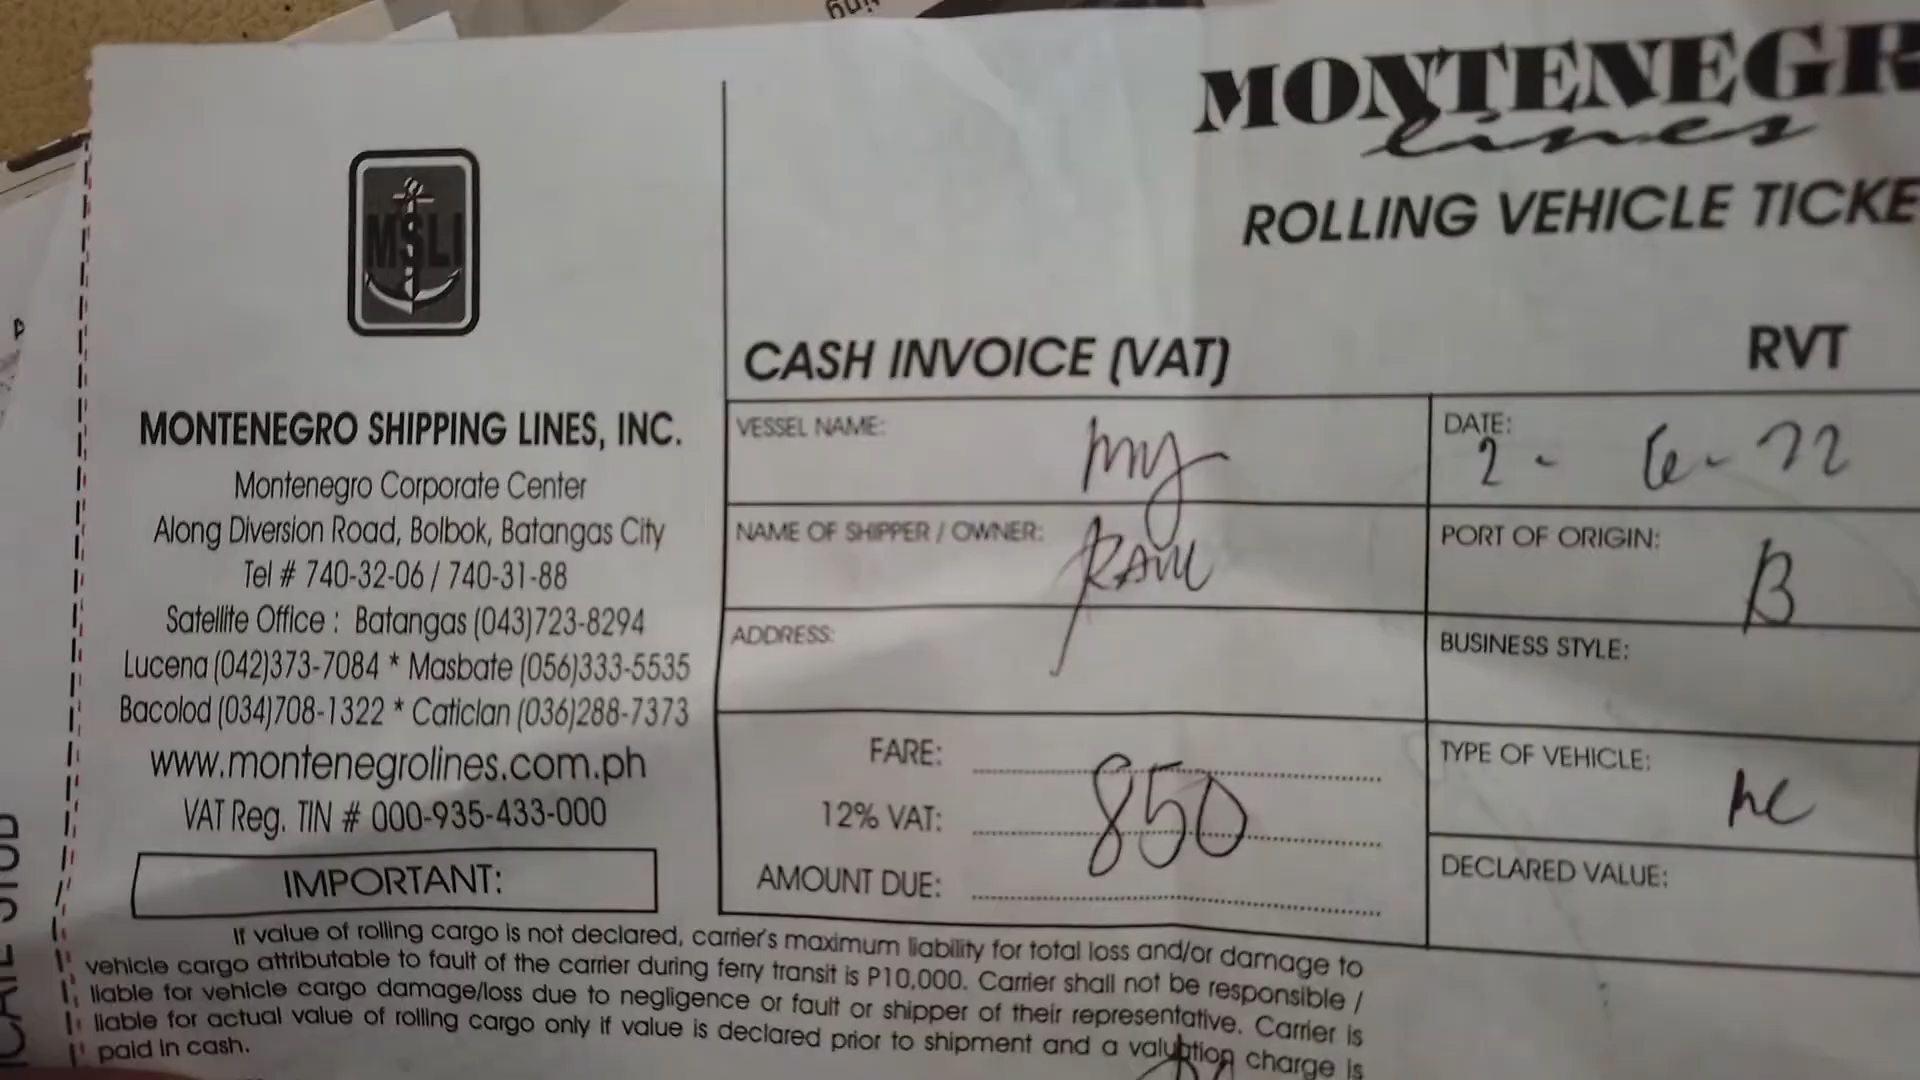 MSLI
MONTENEGRO SHIPPING LINES, INC.
Montenegro Corporate Center
Along Diversion Road, Bolbok, Batangas City
Tel # 740-32-06 / 740-31-88
Satellite Office : Batangas (043)723-8294
Lucena (042)373-7084 * Masbate (056)333-5535
Bacolod (034)708-1322 * Caticlan (036)288-7373
www.montenegrolines.com.ph
VAT Reg. TIN # 000-935-433-000
IMPORTANT:
MONTENEGR
Lines
ROLLING VEHICLE TICKE
CASH INVOICE (VAT)
RVT
VESSEL NAME:
DATE: 2 - 6 - 22
NAME OF SHIPPER / OWNER:
PORT OF ORIGIN: B
ADDRESS:
BUSINESS STYLE:
FARE:
12% VAT: 850
AMOUNT DUE:
TYPE OF VEHICLE: MC
DECLARED VALUE:
If value of rolling cargo is not declared, carrier's maximum liability for total loss and/or damage to
vehicle cargo attributable to fault of the carrier during ferry transit is P10,000. Carrier shall not be responsible /
liable for vehicle cargo damage/loss due to negligence or fault or shipper of their representative. Carrier is
liable for actual value of rolling cargo only if value is declared prior to shipment and a valuation charge is
paid in cash.